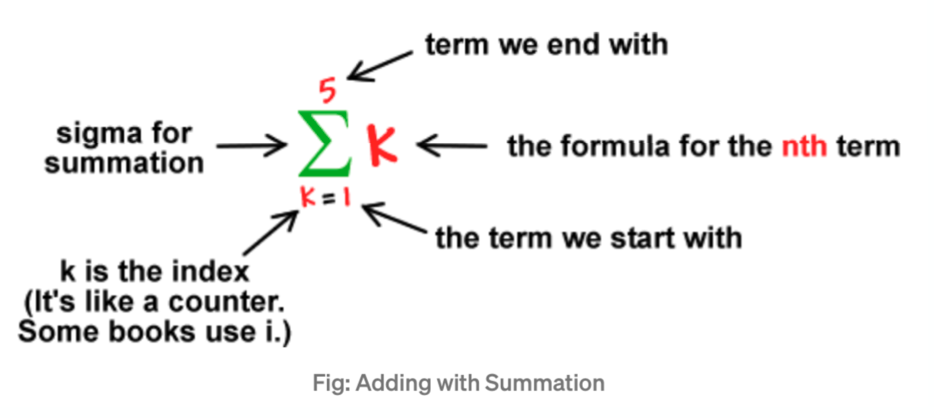 term we end with
5
sigma for
summation
∑ K
the formula for the nth term
K = 1
the term we start with
k is the index
(It's like a counter.
Some books use i.)
Fig: Adding with Summation